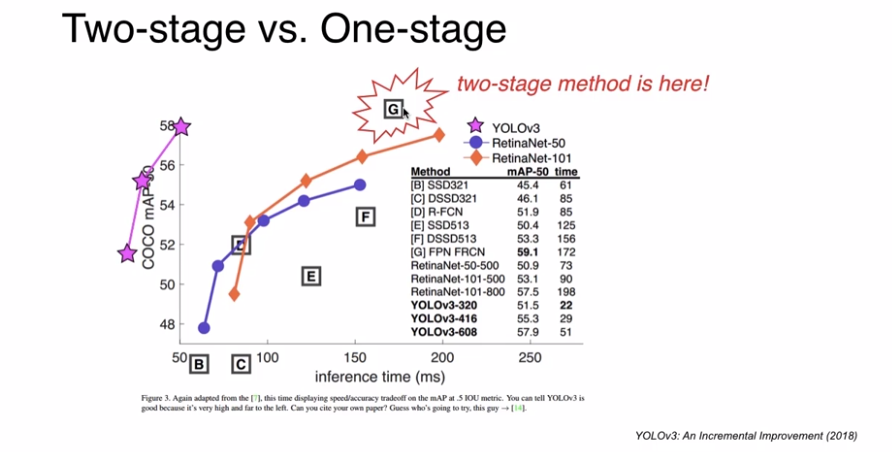 Two-stage vs. One-stage
two-stage method is here!
G
58
56
54
52
50
48
COCO mAP-50
YOLOv3
RetinaNet-50
RetinaNet-101
Method mAP-50 time
[B] SSD321 45.4 61
[C] DSSD321 46.1 85
[D] R-FCN 51.9 85
[E] SSD513 50.4 125
[F] DSSD513 53.3 156
[G] FPN FRCN 59.1 172
RetinaNet-50-500 50.9 73
RetinaNet-101-500 53.1 90
RetinaNet-101-800 57.5 198
YOLOv3-320 51.5 22
YOLOv3-416 55.3 29
YOLOv3-608 57.9 51
F
D
E
B
C
50 100 150 200 250
inference time (ms)
Figure 3. Again adapted from the [7], this time displaying speed/accuracy tradeoff on the mAP at .5 IOU metric. You can tell YOLOv3 is
good because it's very high and far to the left. Can you cite your own paper? Guess who's going to try, this guy → [14].
YOLOv3: An Incremental Improvement (2018)